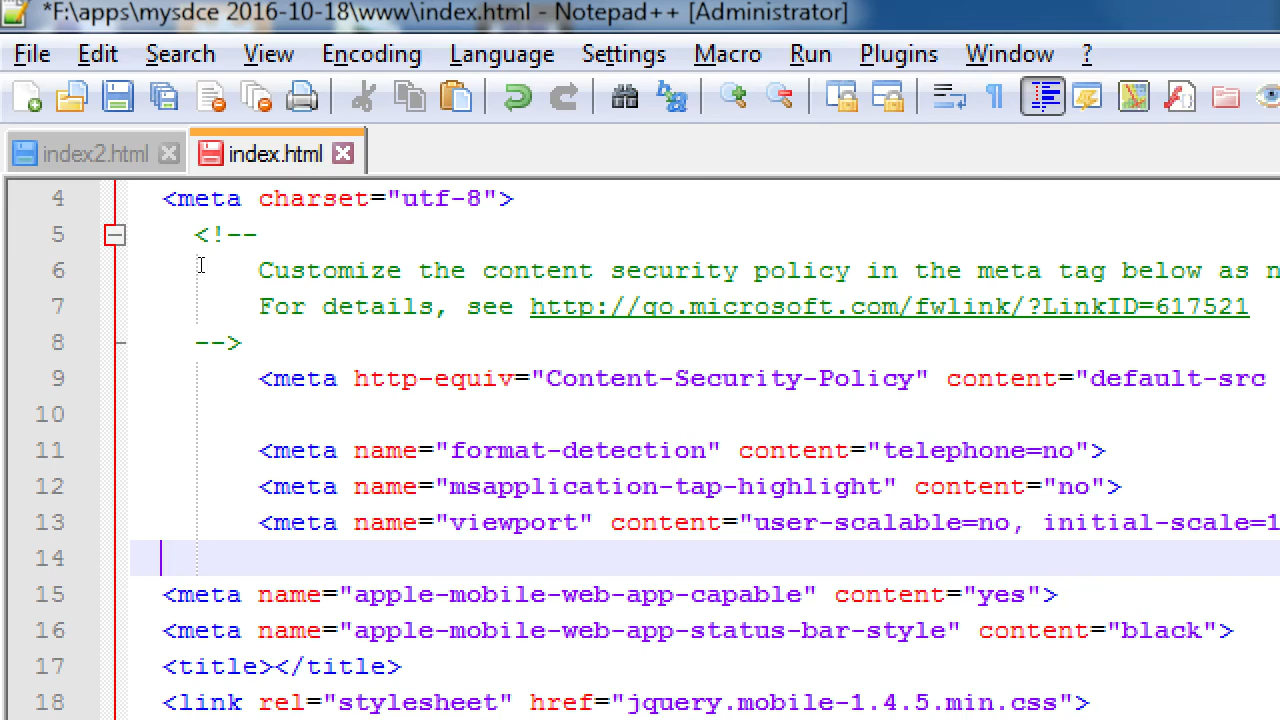 *F:\apps\mysdce 2016-10-18\www\index.html - Notepad++ [Administrator]
File Edit Search View Encoding Language Settings Macro Run Plugins Window ?
index2.html index.html
4 <meta charset="utf-8">
5 <!--
6 Customize the content security policy in the meta tag below as n
7 For details, see http://go.microsoft.com/fwlink/?LinkID=617521
8 -->
9 <meta http-equiv="Content-Security-Policy" content="default-src
10
11 <meta name="format-detection" content="telephone=no">
12 <meta name="msapplication-tap-highlight" content="no">
13 <meta name="viewport" content="user-scalable=no, initial-scale=1
14
15 <meta name="apple-mobile-web-app-capable" content="yes">
16 <meta name="apple-mobile-web-app-status-bar-style" content="black">
17 <title></title>
18 <link rel="stylesheet" href="jquery.mobile-1.4.5.min.css">